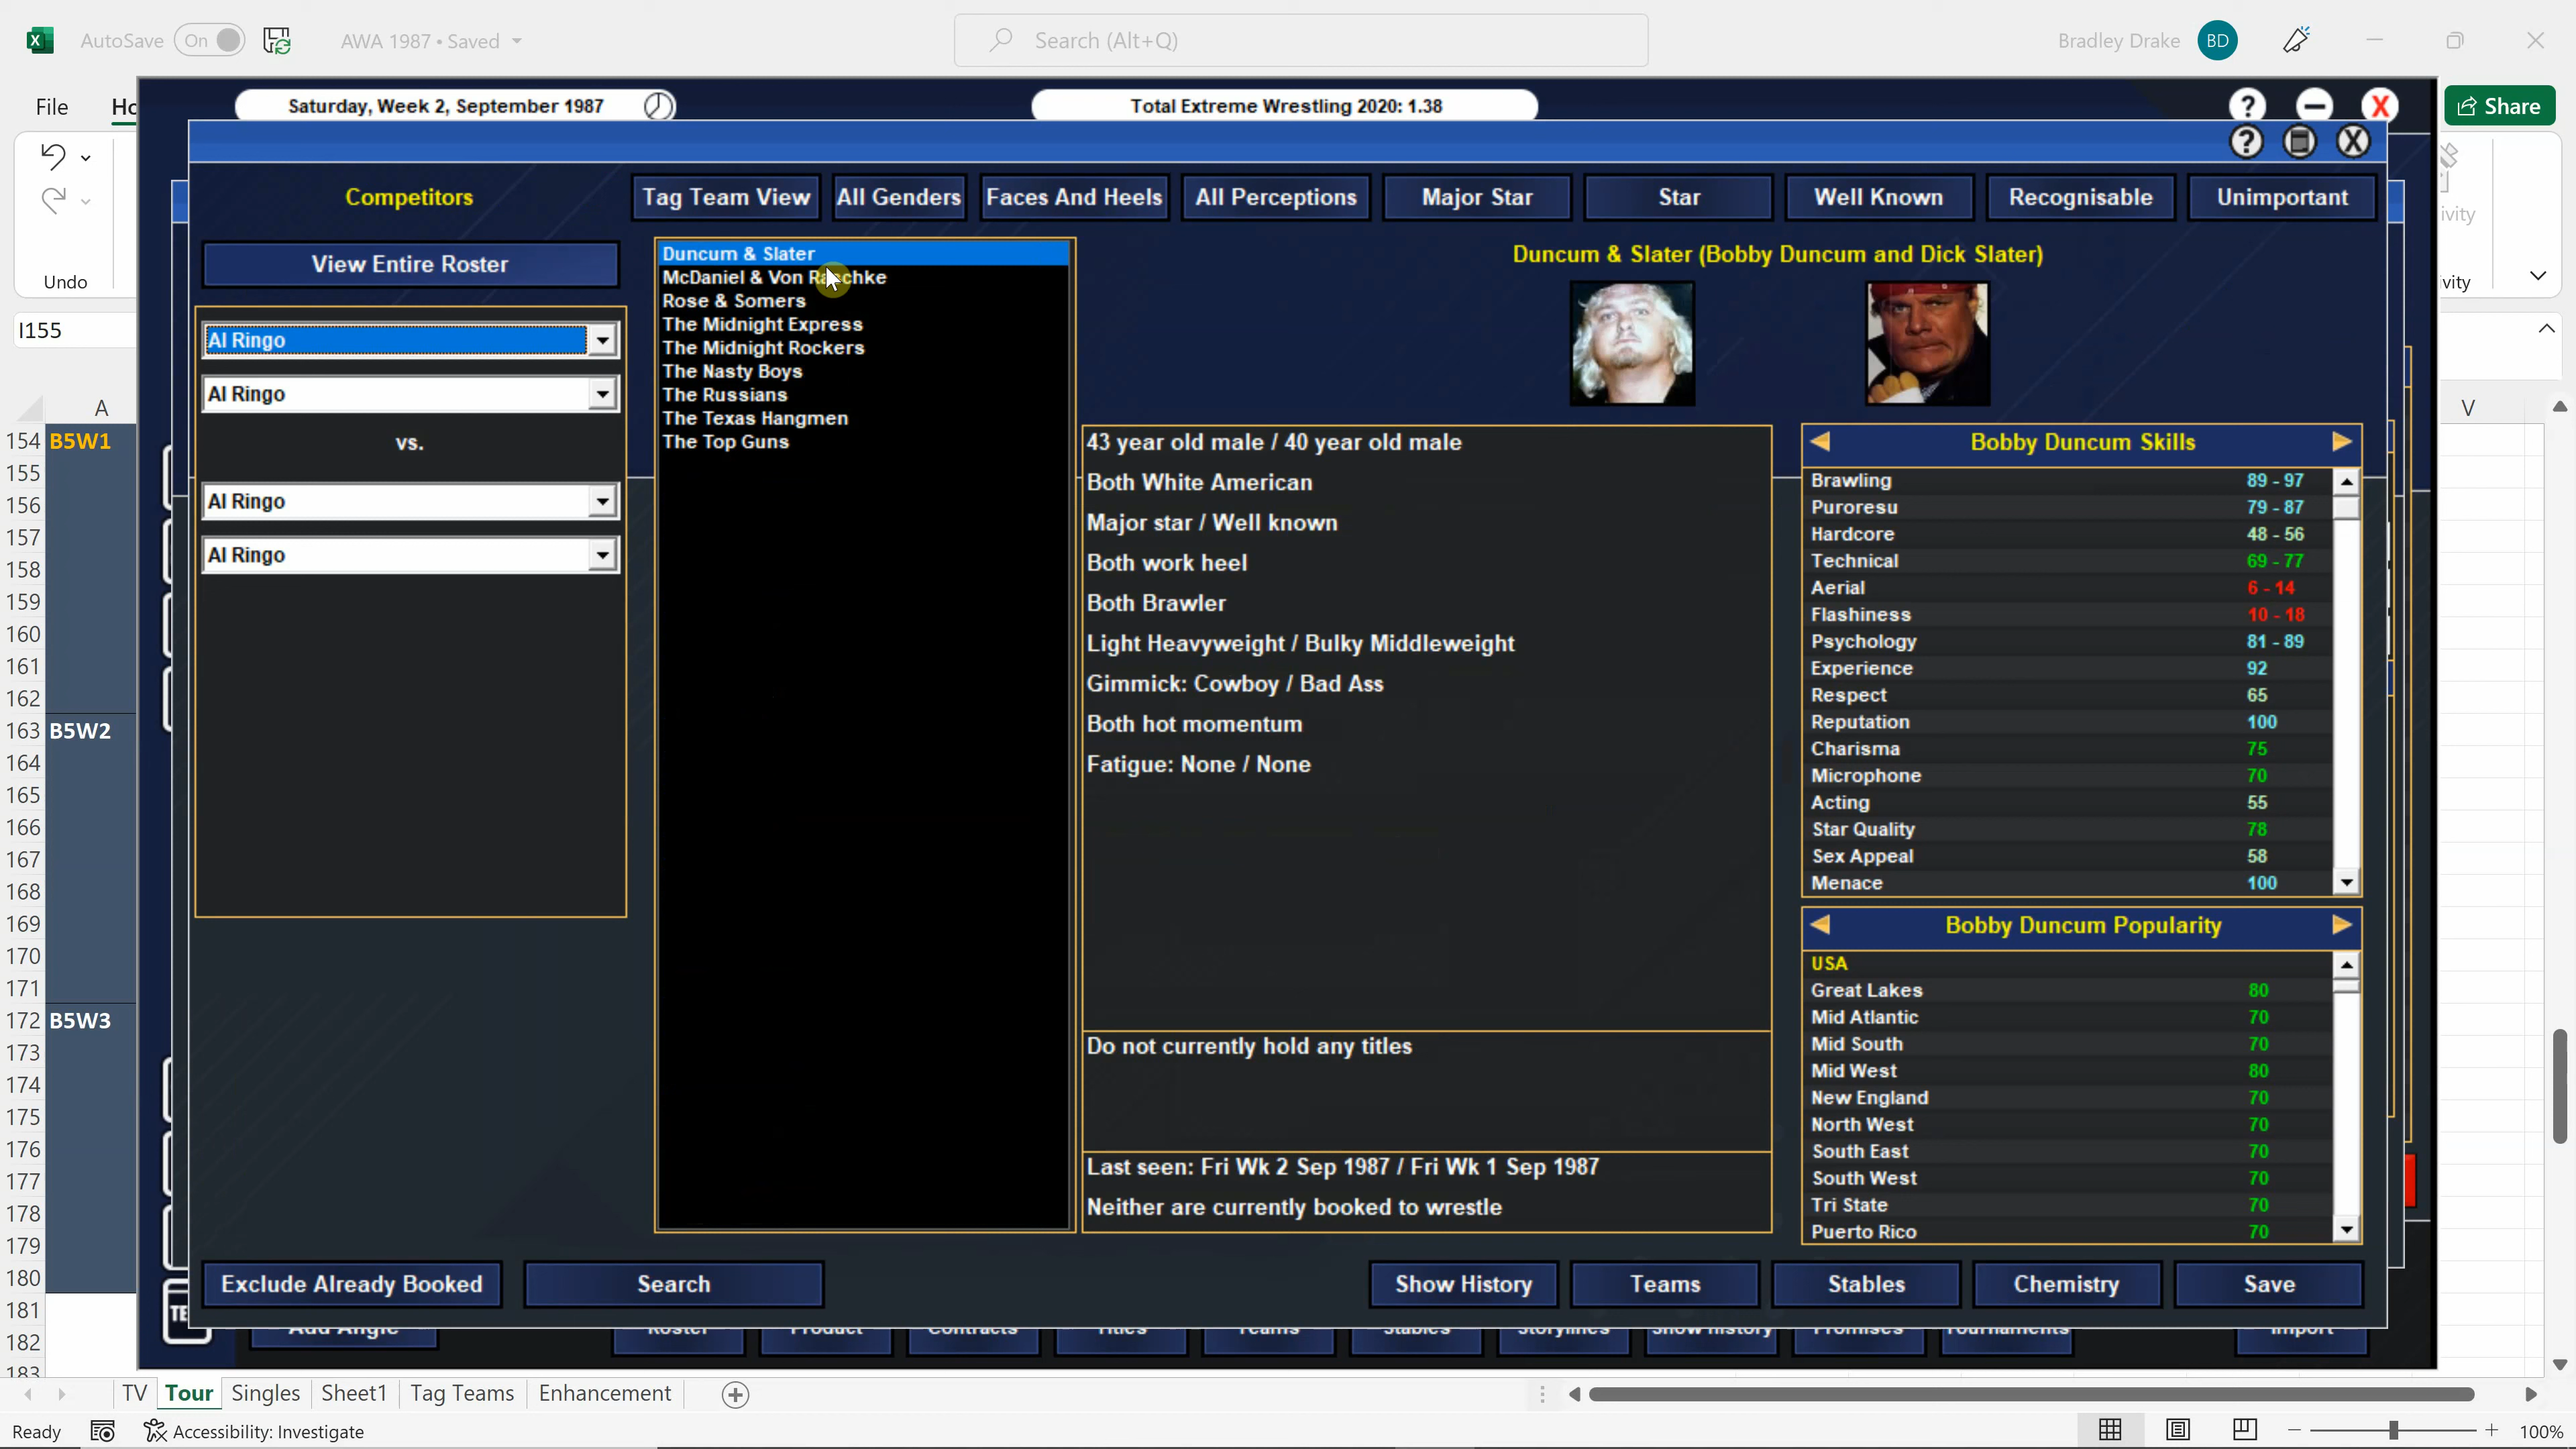 AutoSave On AWA 1987 • Saved Search (Alt+Q) Bradley Drake BD
File Saturday, Week 2, September 1987 Total Extreme Wrestling 2020: 1.38 ? X Share
? X
Undo
I155
A V
Competitors Tag Team View All Genders Faces And Heels All Perceptions Major Star Star Well Known Recognisable Unimportant
View Entire Roster
Al Ringo
Al Ringo
vs.
Al Ringo
Al Ringo
Duncum & Slater
McDaniel & Von Raschke
Rose & Somers
The Midnight Express
The Midnight Rockers
The Nasty Boys
The Russians
The Texas Hangmen
The Top Guns
Duncum & Slater (Bobby Duncum and Dick Slater)
43 year old male / 40 year old male
Both White American
Major star / Well known
Both work heel
Both Brawler
Light Heavyweight / Bulky Middleweight
Gimmick: Cowboy / Bad Ass
Both hot momentum
Fatigue: None / None
Do not currently hold any titles
Last seen: Fri Wk 2 Sep 1987 / Fri Wk 1 Sep 1987
Neither are currently booked to wrestle
Bobby Duncum Skills
Brawling 89 - 97
Puroresu 79 - 87
Hardcore 48 - 56
Technical 69 - 77
Aerial 6 - 14
Flashiness 10 - 18
Psychology 81 - 89
Experience 92
Respect 65
Reputation 100
Charisma 75
Microphone 70
Acting 55
Star Quality 78
Sex Appeal 58
Menace 100
Bobby Duncum Popularity
USA
Great Lakes 80
Mid Atlantic 70
Mid South 70
Mid West 80
New England 70
North West 70
South East 70
South West 70
Tri State 70
Puerto Rico 70
Exclude Already Booked Search Show History Teams Stables Chemistry Save
154 B5W1
155
156
157
158
159
160
161
162
163 B5W2
164
165
166
167
168
169
170
171
172 B5W3
173
174
175
176
177
178
179
180
181
182
183
TV Tour Singles Sheet1 Tag Teams Enhancement
Ready Accessibility: Investigate 100%